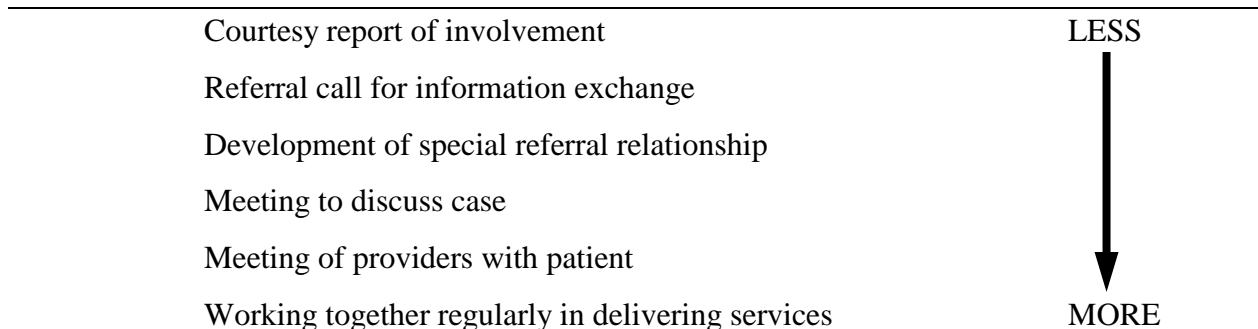 Courtesy report of involvement LESS
Referral call for information exchange
Development of special referral relationship
Meeting to discuss case
Meeting of providers with patient
Working together regularly in delivering services MORE